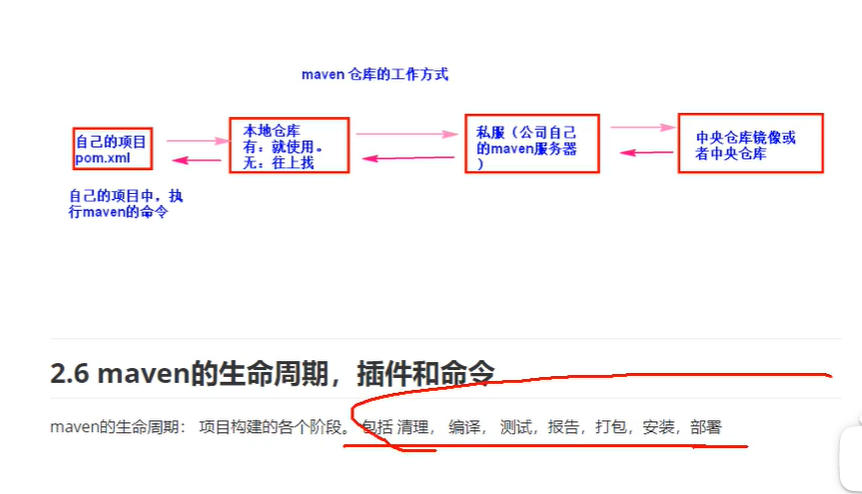 maven 仓库的工作方式
自己的项目
pom.xml
本地仓库
有：就使用。
无：往上找
私服（公司自己
的maven服务器
）
中央仓库镜像或
者中央仓库
自己的项目中，执
行maven的命令
2.6 maven的生命周期，插件和命令
maven的生命周期： 项目构建的各个阶段。 包括 清理， 编译， 测试，报告，打包，安装，部署